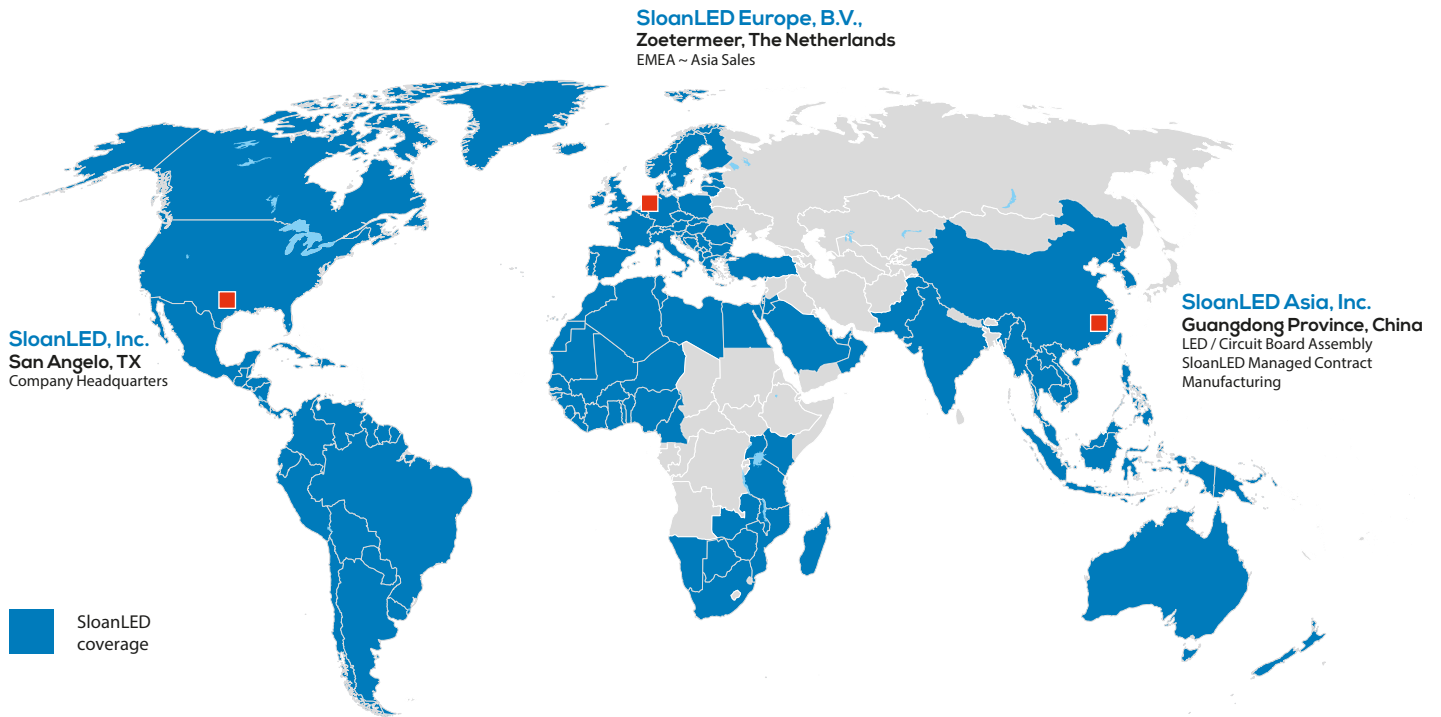 SloanLED Europe, B.V.,
Zoetermeer, The Netherlands
EMEA ~ Asia Sales
SloanLED Asia, Inc.
Guangdong Province, China
LED / Circuit Board Assembly
SloanLED Managed Contract
Manufacturing
SloanLED, Inc.
San Angelo, TX
Company Headquarters
SloanLED
coverage